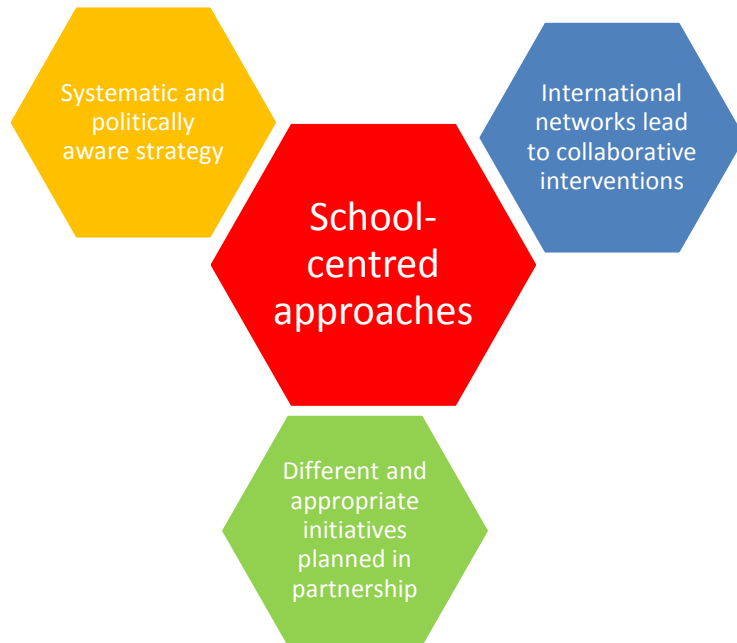 Systematic and
politically
aware strategy
International
networks lead
to collaborative
interventions
School-
centred
approaches
Different and
appropriate
initiatives
planned in
partnership